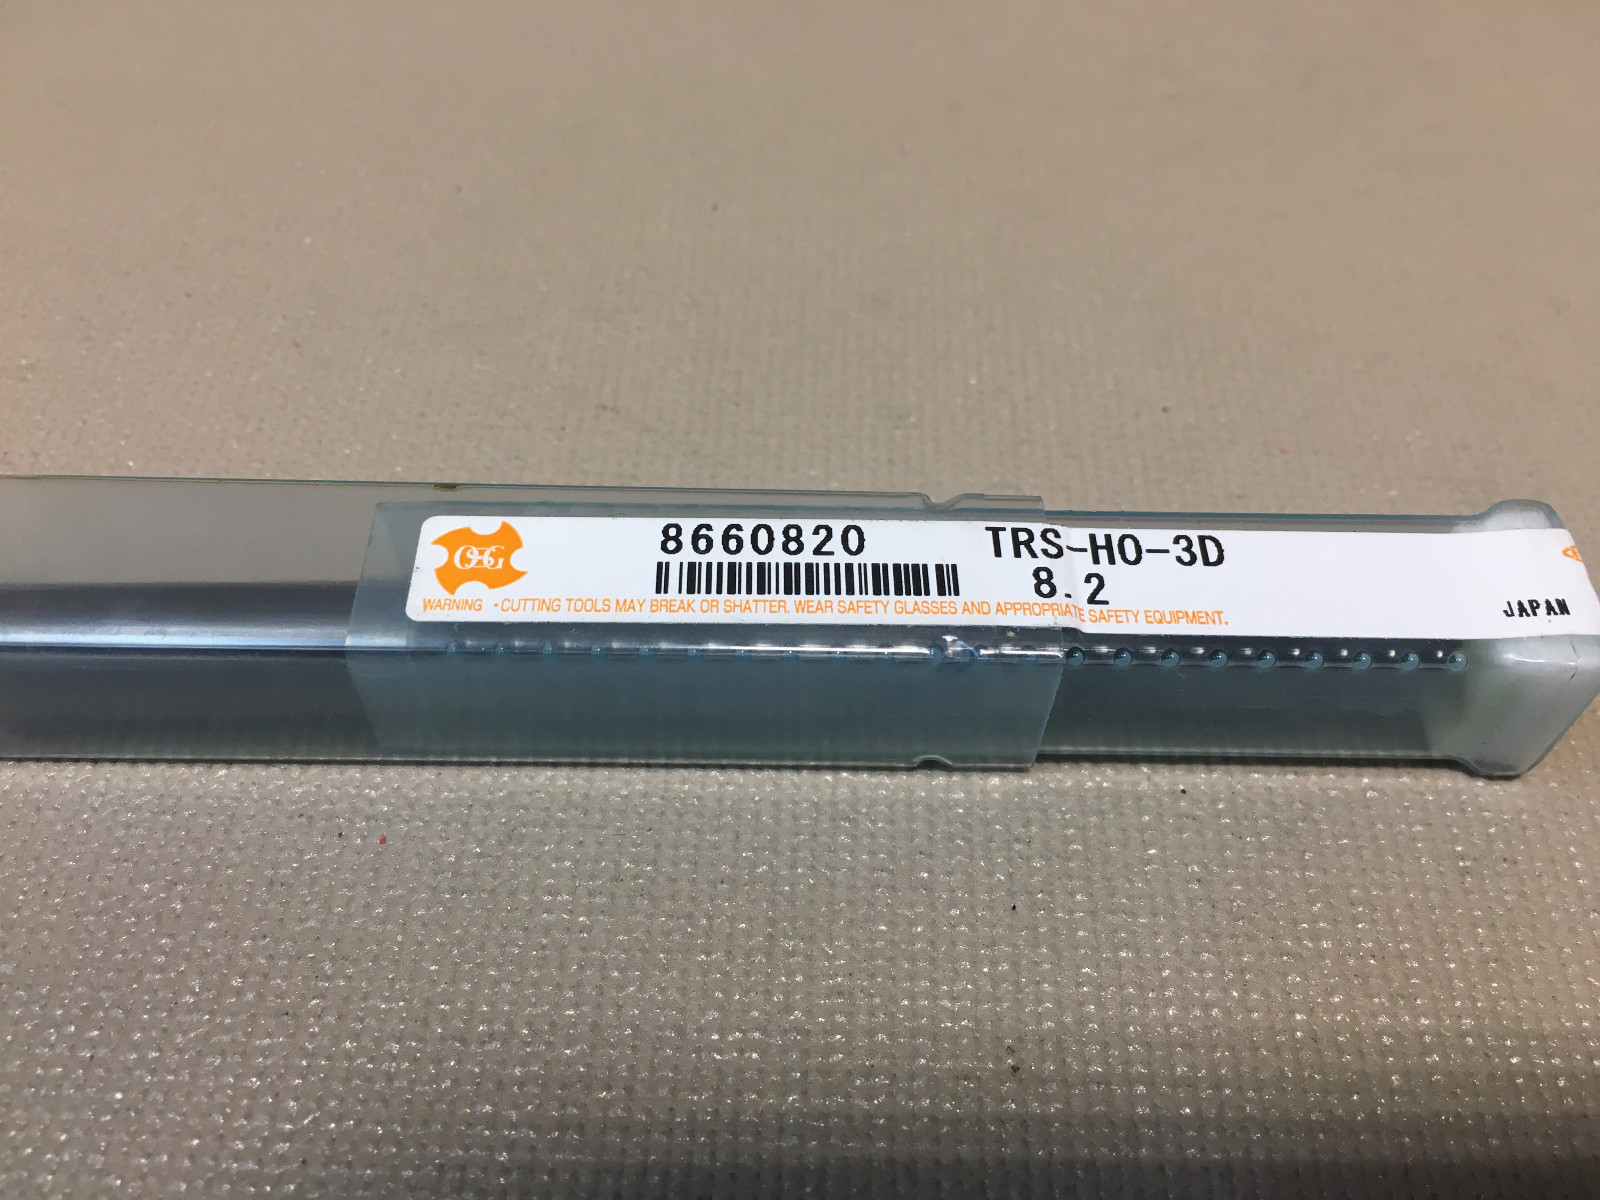 OSG
8660820 TRS-HO-3D
8.2
WARNING • CUTTING TOOLS MAY BREAK OR SHATTER. WEAR SAFETY GLASSES AND APPROPRIATE SAFETY EQUIPMENT.
JAPAN